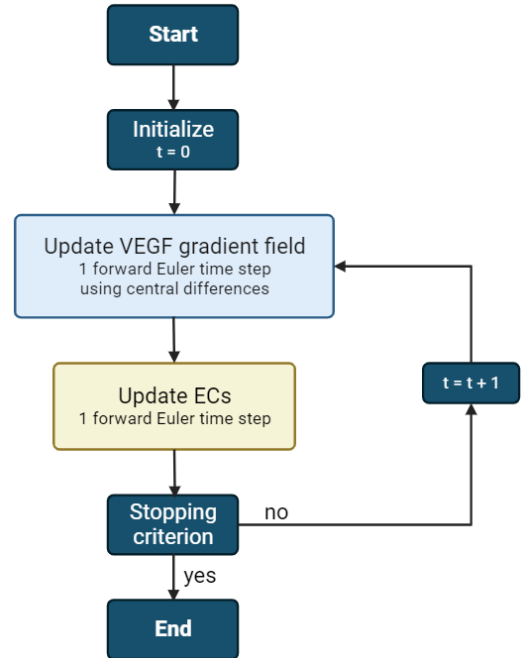 Start
Initialize
t = 0
Update VEGF gradient field
1 forward Euler time step
using central differences
Update ECs
1 forward Euler time step
t = t + 1
Stopping
criterion
no
yes
End